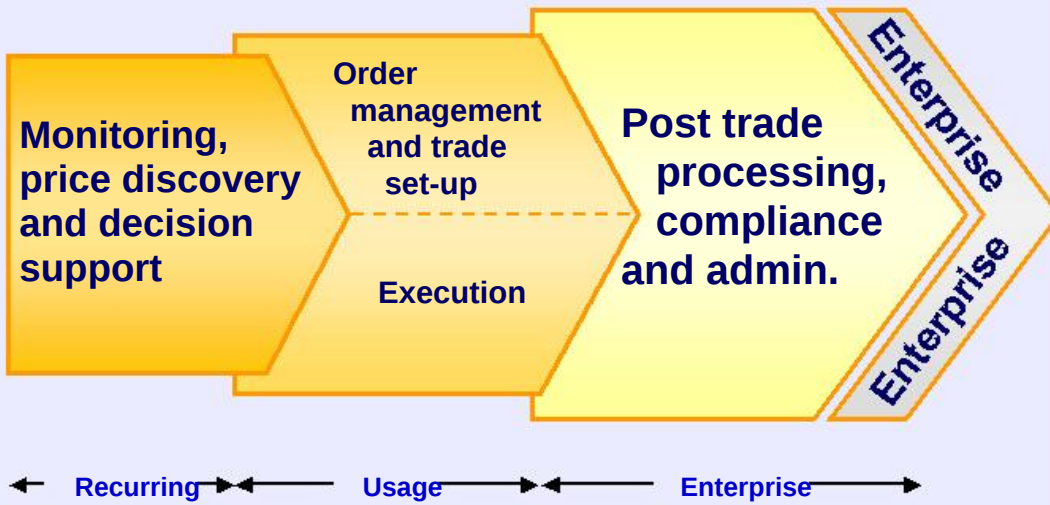 Monitoring,
price discovery
and decision
support
Order
management
and trade
set-up
Execution
Post trade
processing,
compliance
and admin.
Enterprise
Enterprise
Recurring
Usage
Enterprise